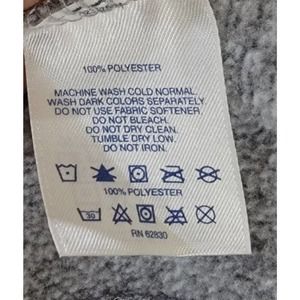 100% POLYESTER
MACHINE WASH COLD NORMAL.
WASH DARK COLORS SEPARATELY.
DO NOT USE FABRIC SOFTENER.
DO NOT BLEACH.
DO NOT DRY CLEAN.
TUMBLE DRY LOW.
DO NOT IRON.
100% POLYESTER
30
RN 62830